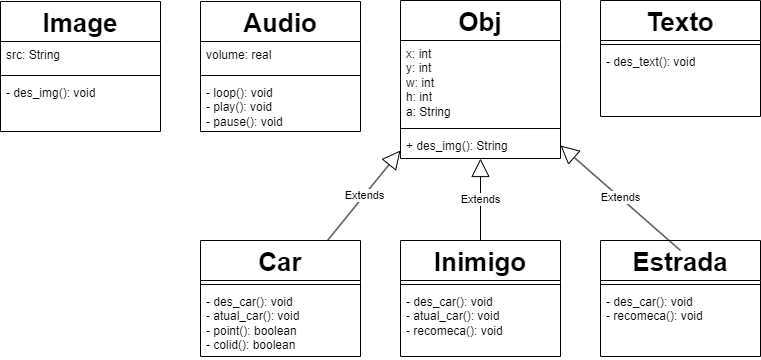 Image
src: String
- des_img(): void
Audio
volume: real
- loop(): void
- play(): void
- pause(): void
Obj
x: int
y: int
w: int
h: int
a: String
+ des_img(): String
Texto
- des_text(): void
Extends
Extends
Extends
Car
- des_car(): void
- atual_car(): void
- point(): boolean
- colid(): boolean
Inimigo
- des_car(): void
- atual_car(): void
- recomeca(): void
Estrada
- des_car(): void
- recomeca(): void